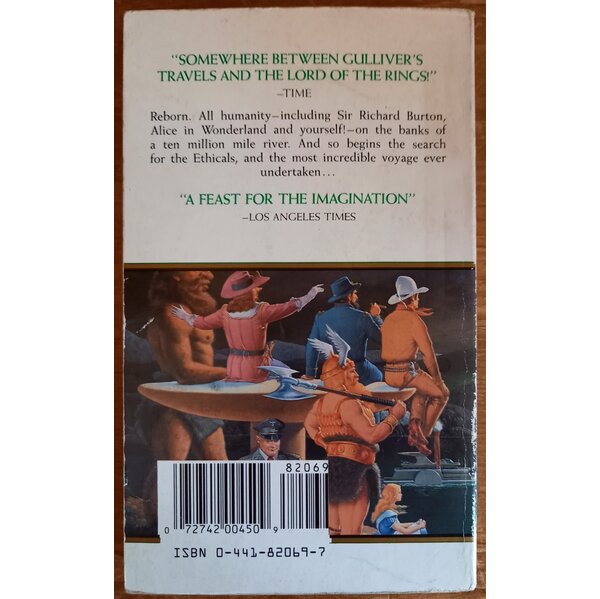 "SOMEWHERE BETWEEN GULLIVER'S
TRAVELS AND THE LORD OF THE RINGS!"
–TIME
Reborn. All humanity–including Sir Richard Burton,
Alice in Wonderland and yourself!–on the banks of
a ten million mile river. And so begins the search
for the Ethicals, and the most incredible voyage ever
undertaken...
"A FEAST FOR THE IMAGINATION"
–LOS ANGELES TIMES
82069
0 72742 00450 9
ISBN 0-441-82069-7